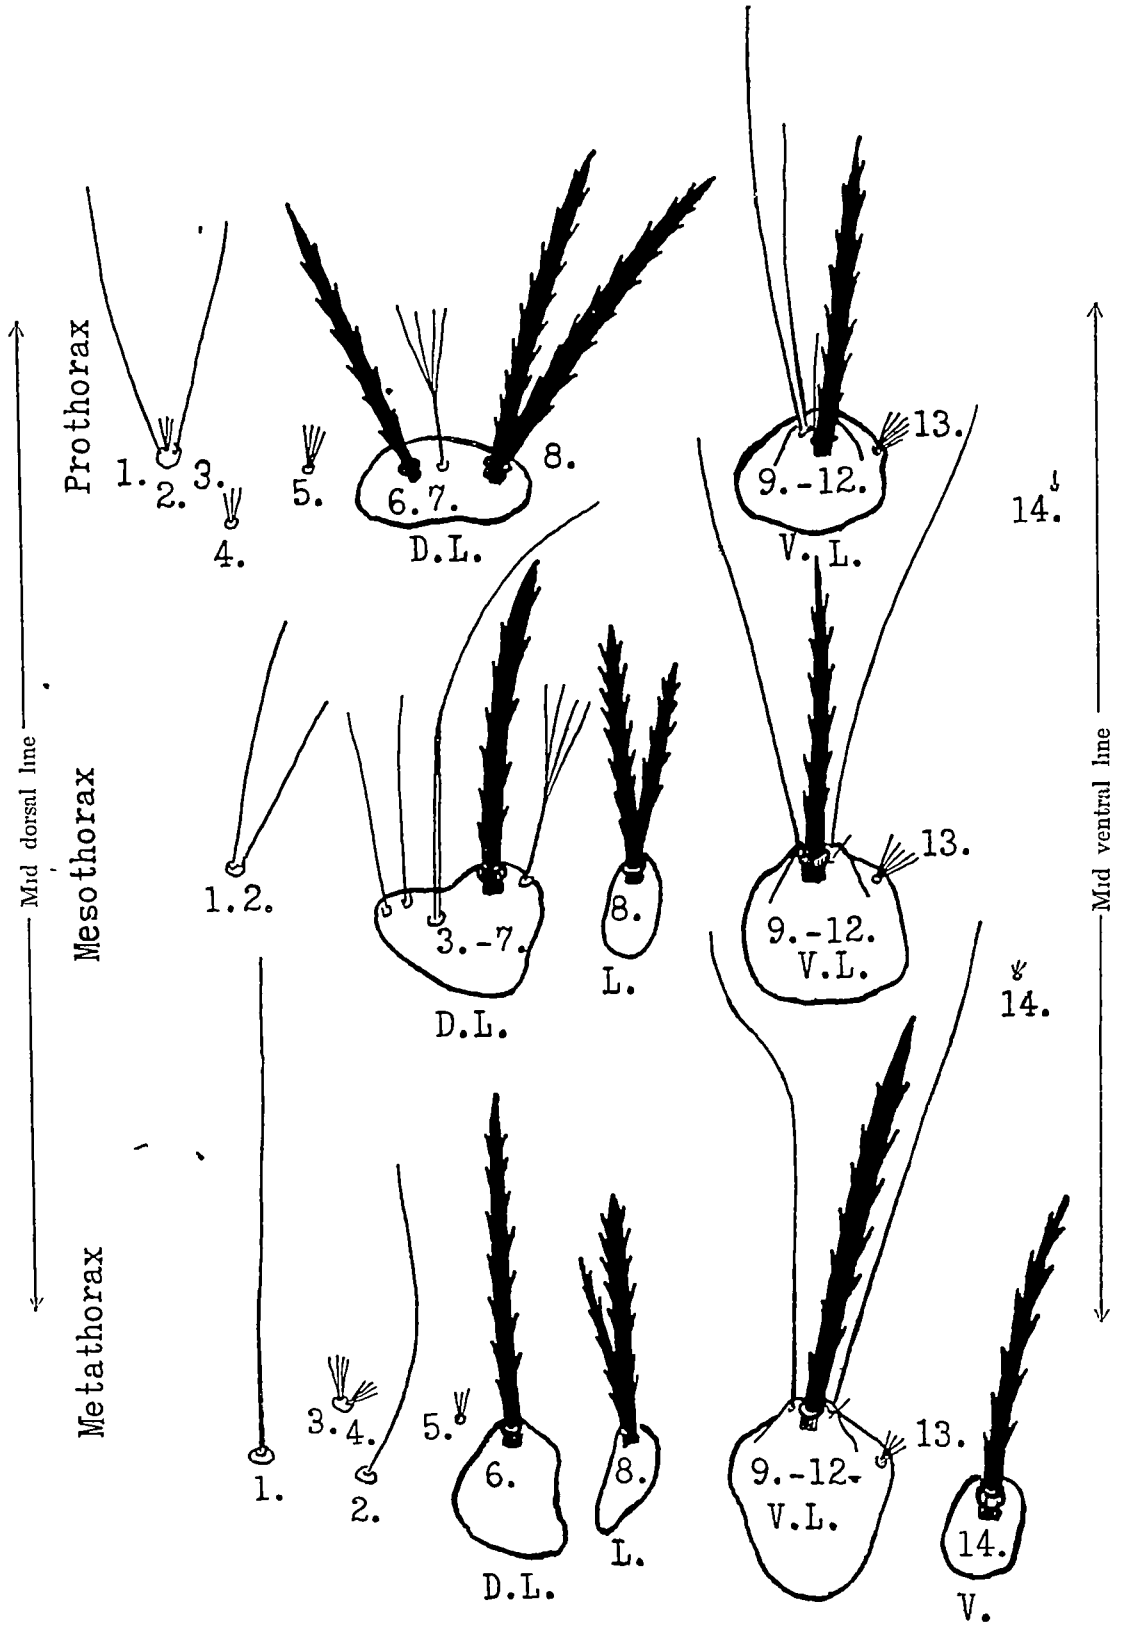 Mid dorsal line
Mid ventral line
Prothorax
1.
2.
3.
4.
5.
6. 7.
8.
D.L.
9.-12.
13.
V. L.
14.
Mesothorax
1.2.
3.-7.
D.L.
8.
L.
9.-12.
V.L.
13.
14.
Metathorax
1.
2.
3.4.
5.
6.
D.L.
8.
L.
9.-12.
V.L.
13.
14.
V.